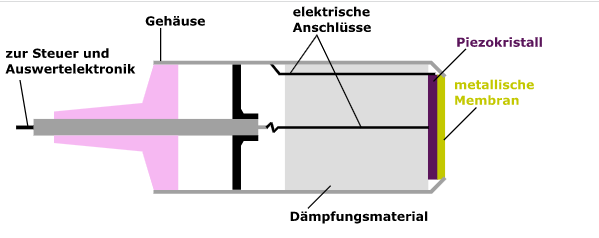 Gehäuse
elektrische
Anschlüsse
zur Steuer und
Auswertelektronik
Piezokristall
metallische
Membran
Dämpfungsmaterial